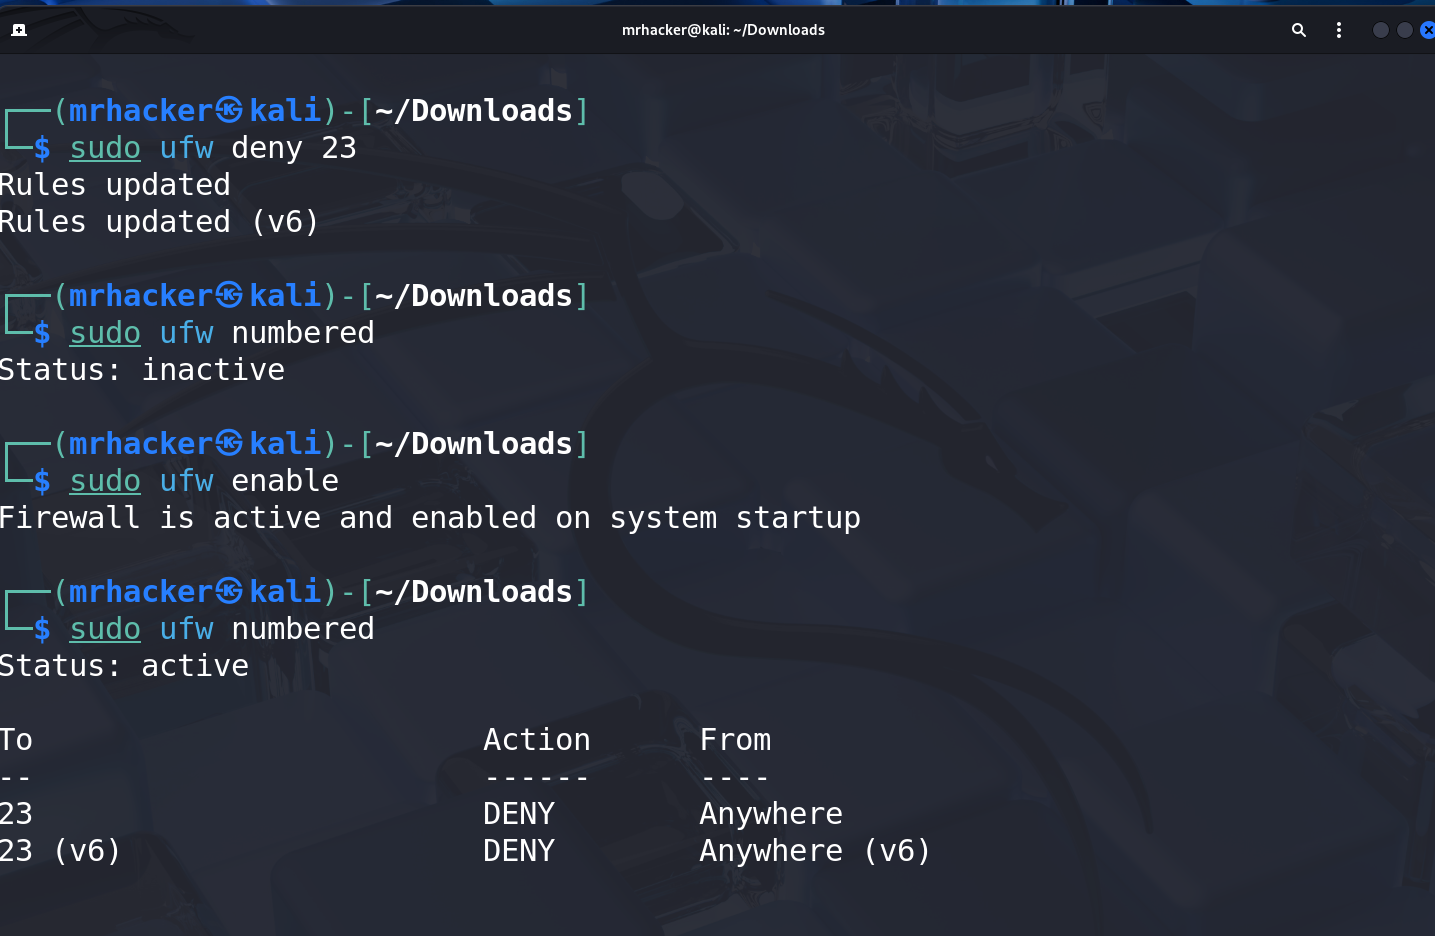 mrhacker@kali: ~/Downloads
┌──(mrhacker㉿kali)-[~/Downloads]
└─$ sudo ufw deny 23
Rules updated
Rules updated (v6)
┌──(mrhacker㉿kali)-[~/Downloads]
└─$ sudo ufw numbered
Status: inactive
┌──(mrhacker㉿kali)-[~/Downloads]
└─$ sudo ufw enable
Firewall is active and enabled on system startup
┌──(mrhacker㉿kali)-[~/Downloads]
└─$ sudo ufw numbered
Status: active
To                         Action      From
--                         ------      ----
23                         DENY        Anywhere
23 (v6)                    DENY        Anywhere (v6)